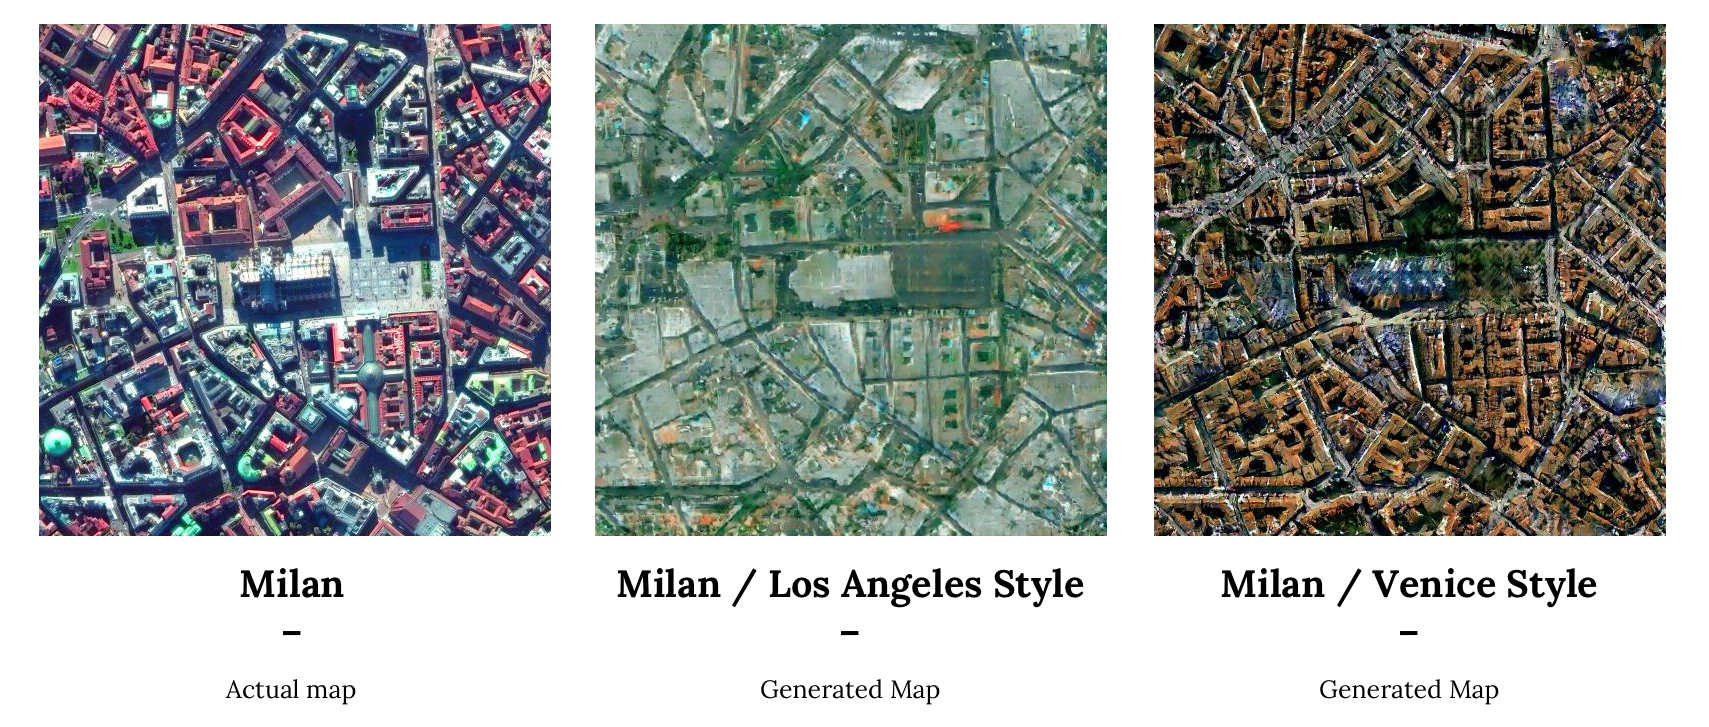 Milan
Milan / Los Angeles Style
Milan / Venice Style
–
–
–
Actual map
Generated Map
Generated Map